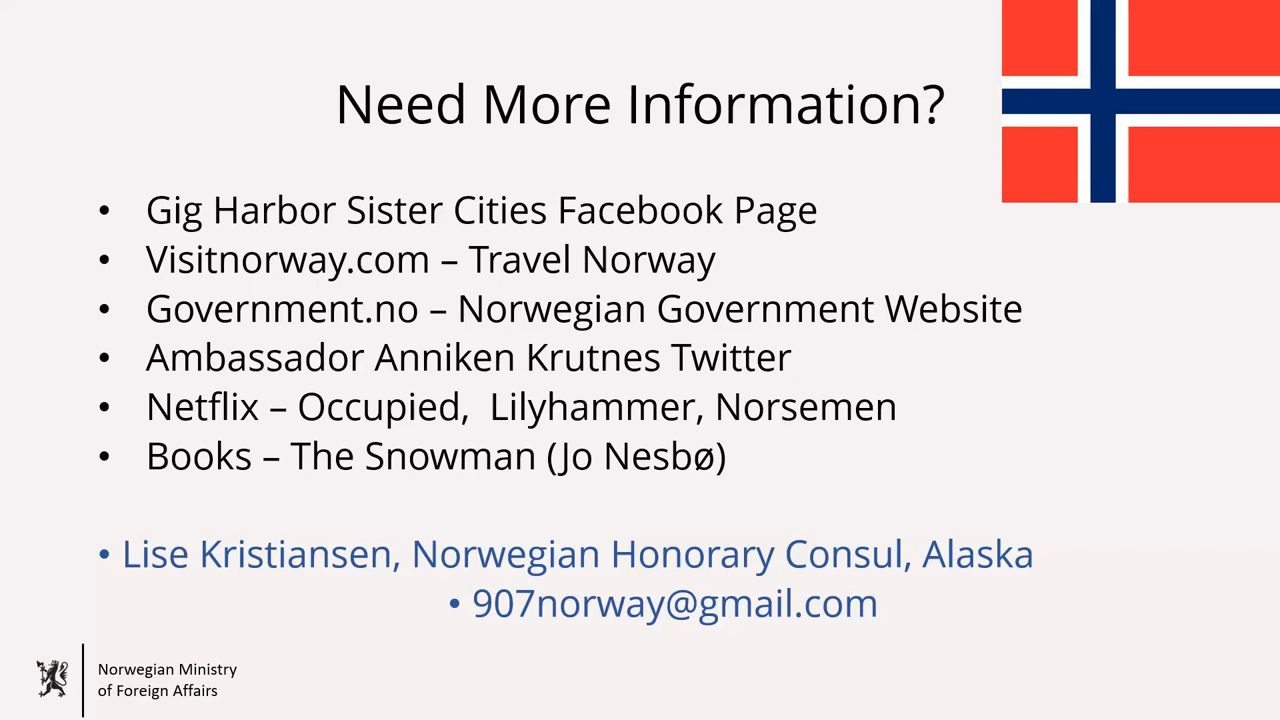 Need More Information?
• Gig Harbor Sister Cities Facebook Page
• Visitnorway.com – Travel Norway
• Government.no – Norwegian Government Website
• Ambassador Anniken Krutnes Twitter
• Netflix – Occupied,  Lilyhammer, Norsemen
• Books – The Snowman (Jo Nesbø)
• Lise Kristiansen, Norwegian Honorary Consul, Alaska
• 907norway@gmail.com
Norwegian Ministry
of Foreign Affairs